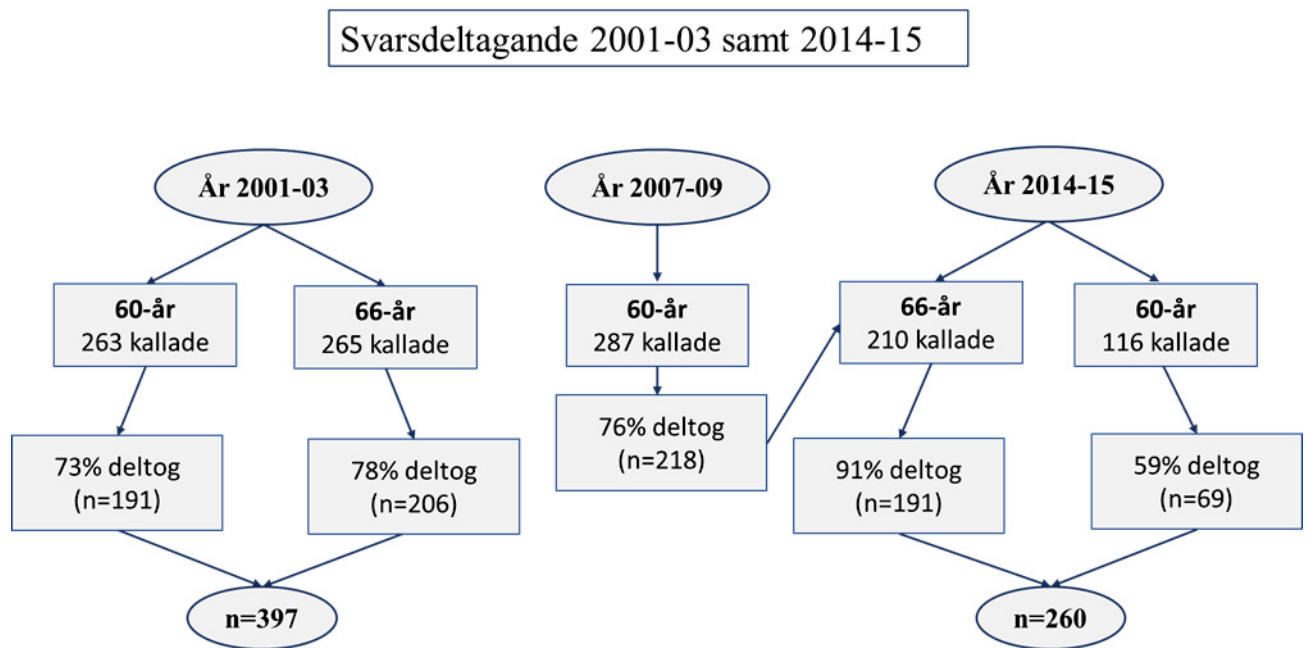 Svarsdeltagande 2001-03 samt 2014-15
År 2001-03
År 2007-09
År 2014-15
60-år
263 kallade
66-år
265 kallade
60-år
287 kallade
66-år
210 kallade
60-år
116 kallade
73% deltog
(n=191)
78% deltog
(n=206)
76% deltog
(n=218)
91% deltog
(n=191)
59% deltog
(n=69)
n=397
n=260